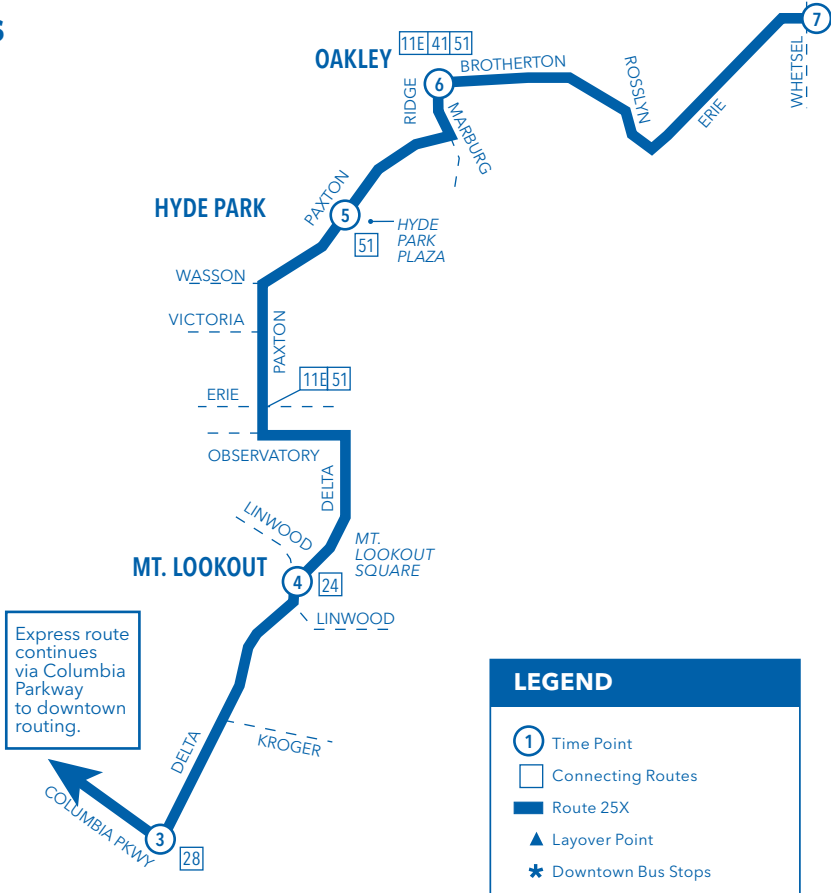 S
OAKLEY
11E 41 51
7
6
BROTHERTON
WHETSEL
RIDGE
ROSSLYN
ERIE
MARBURG
HYDE PARK
PAXTON
5
HYDE
PARK
PLAZA
51
WASSON
VICTORIA
PAXTON
11E 51
ERIE
OBSERVATORY
DELTA
LINWOOD
MT.
LOOKOUT
SQUARE
MT. LOOKOUT
4
24
LINWOOD
Express route
continues
via Columbia
Parkway
to downtown
routing.
DELTA
KROGER
COLUMBIA PKWY
3
28
LEGEND
1 Time Point
Connecting Routes
Route 25X
Layover Point
Downtown Bus Stops